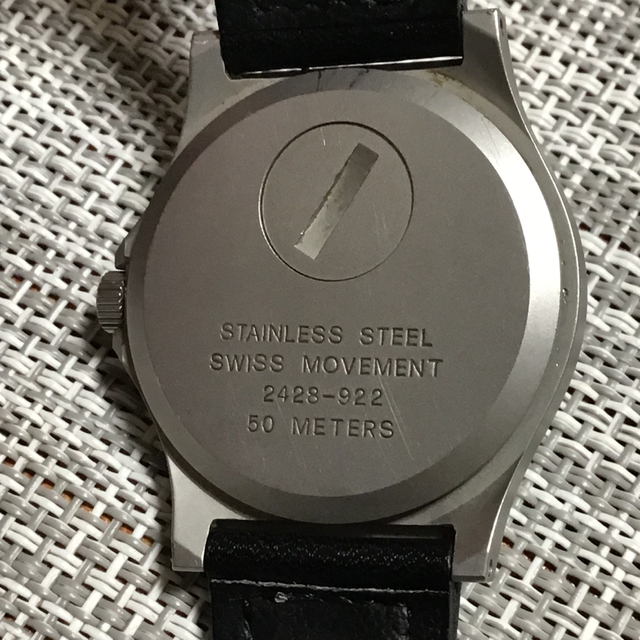 STAINLESS STEEL
SWISS MOVEMENT
2428-922
50 METERS